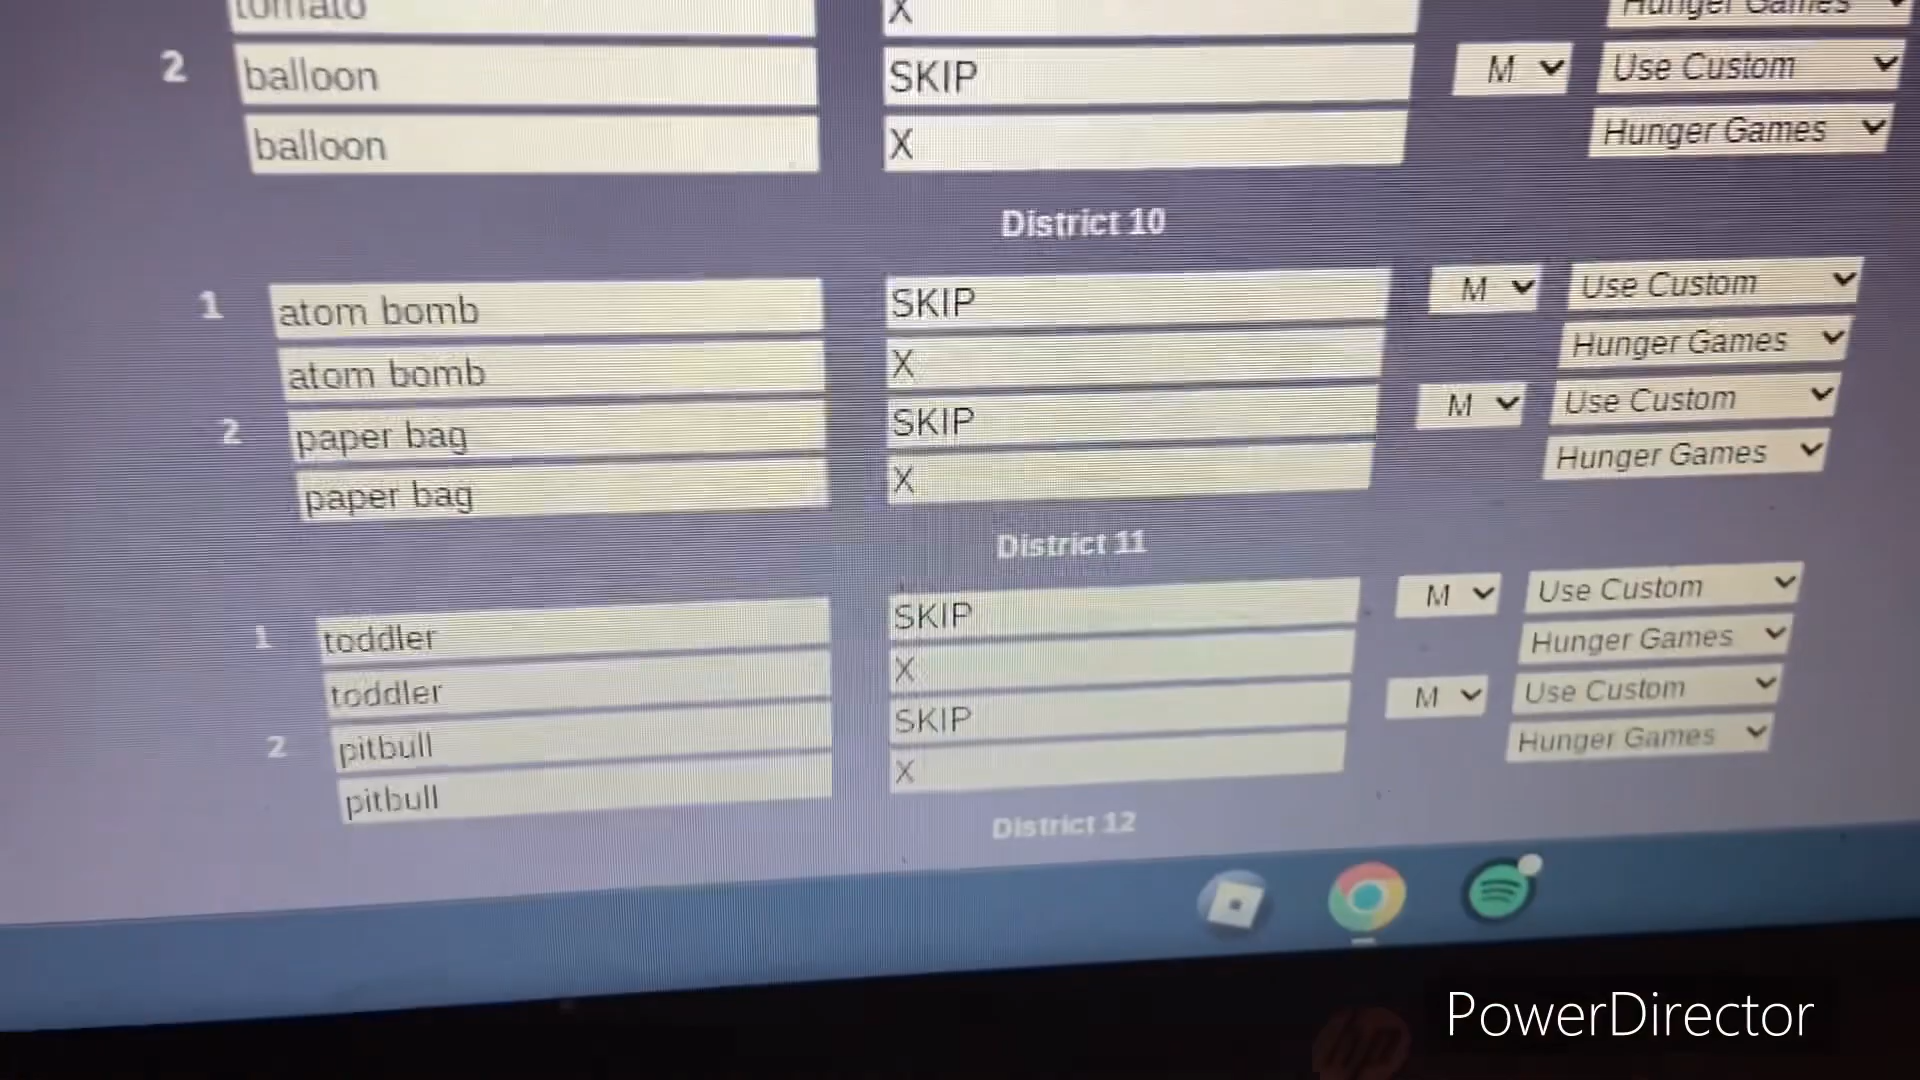 tomato X Hunger Games
2 balloon SKIP M Use Custom
balloon X Hunger Games
District 10
1 atom bomb SKIP M Use Custom
atom bomb X Hunger Games
2 paper bag SKIP M Use Custom
paper bag X Hunger Games
District 11
1 toddler SKIP M Use Custom
toddler X Hunger Games
2 pitbull SKIP M Use Custom
pitbull X Hunger Games
District 12
hp
PowerDirector